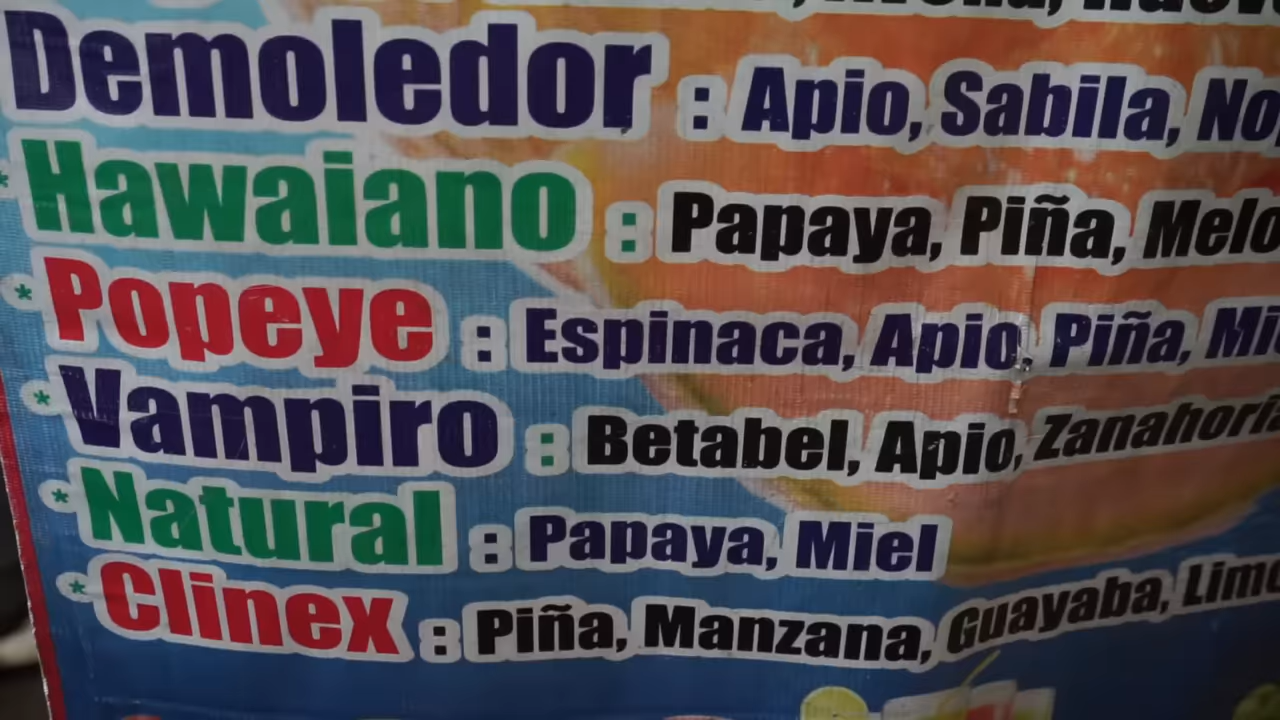 Demoledor : Apio, Sabila,
* Hawaiano : Papaya, Piña,
* Popeye : Espinaca, Apio, Piña,
* Vampiro : Betabel, Apio, Zanahoria
* Natural : Papaya, Miel
* Clinex : Piña, Manzana, Guayaba,